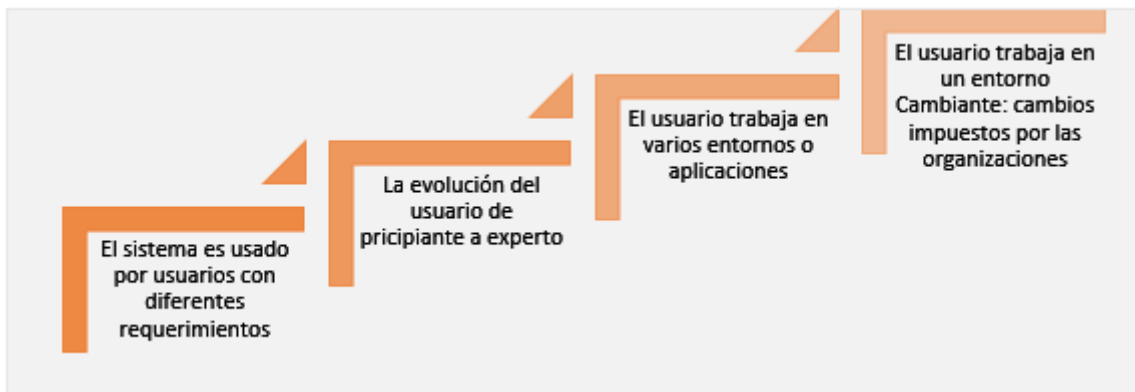 El sistema es usado
por usuarios con
diferentes
requerimientos
La evolución del
usuario de
pricipiante a experto
El usuario trabaja en
varios entornos o
aplicaciones
El usuario trabaja en
un entorno
Cambiante: cambios
impuestos por las
organizaciones